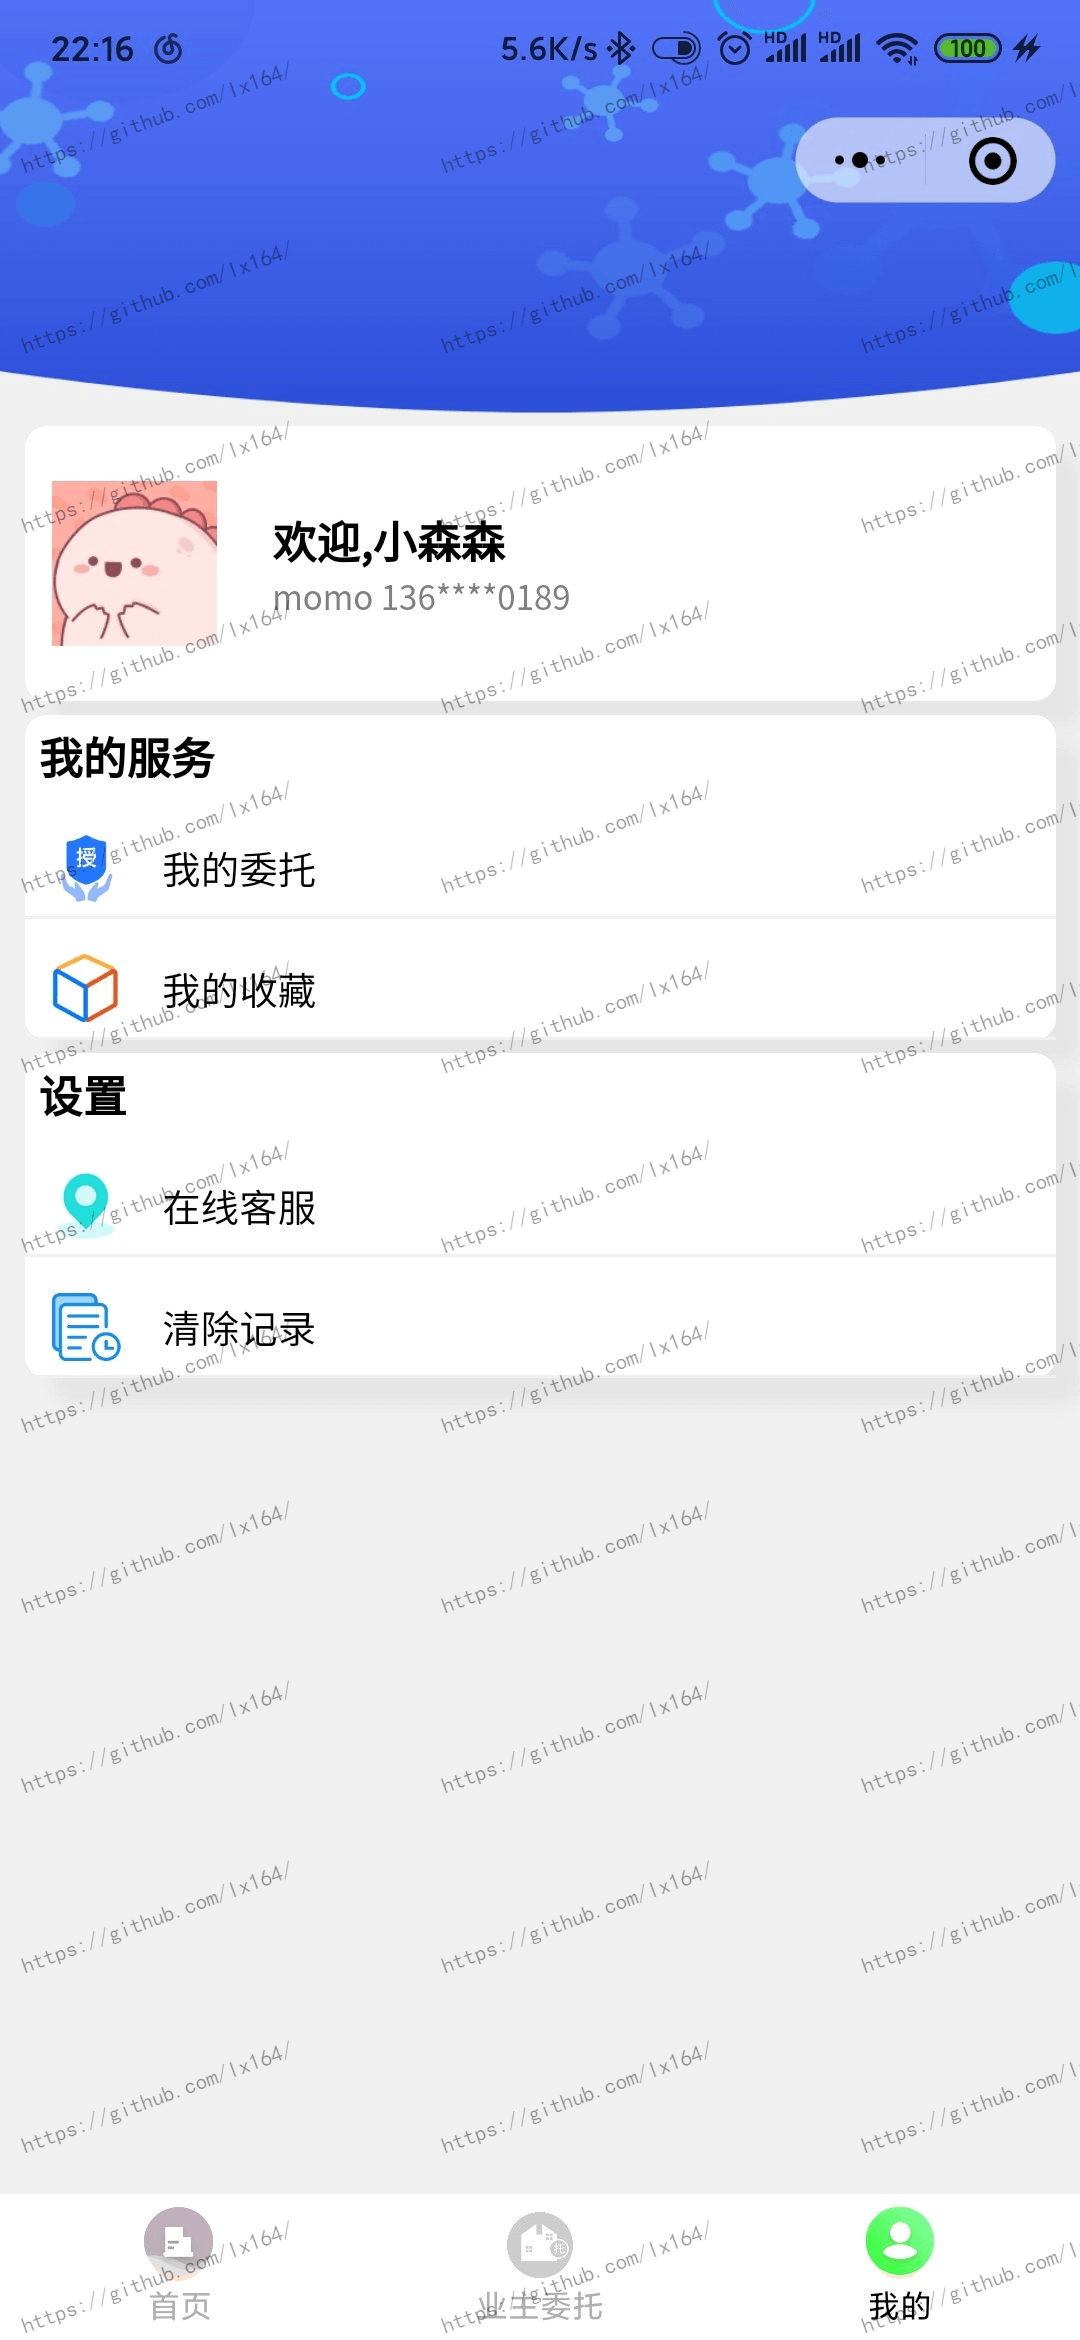 22:16 5.6K/s HD HD 100
欢迎,小森森
momo 136****0189
我的服务
授 我的委托
我的收藏
设置
在线客服
清除记录
托
首页 业主委托 我的
https://github.com/lx164/